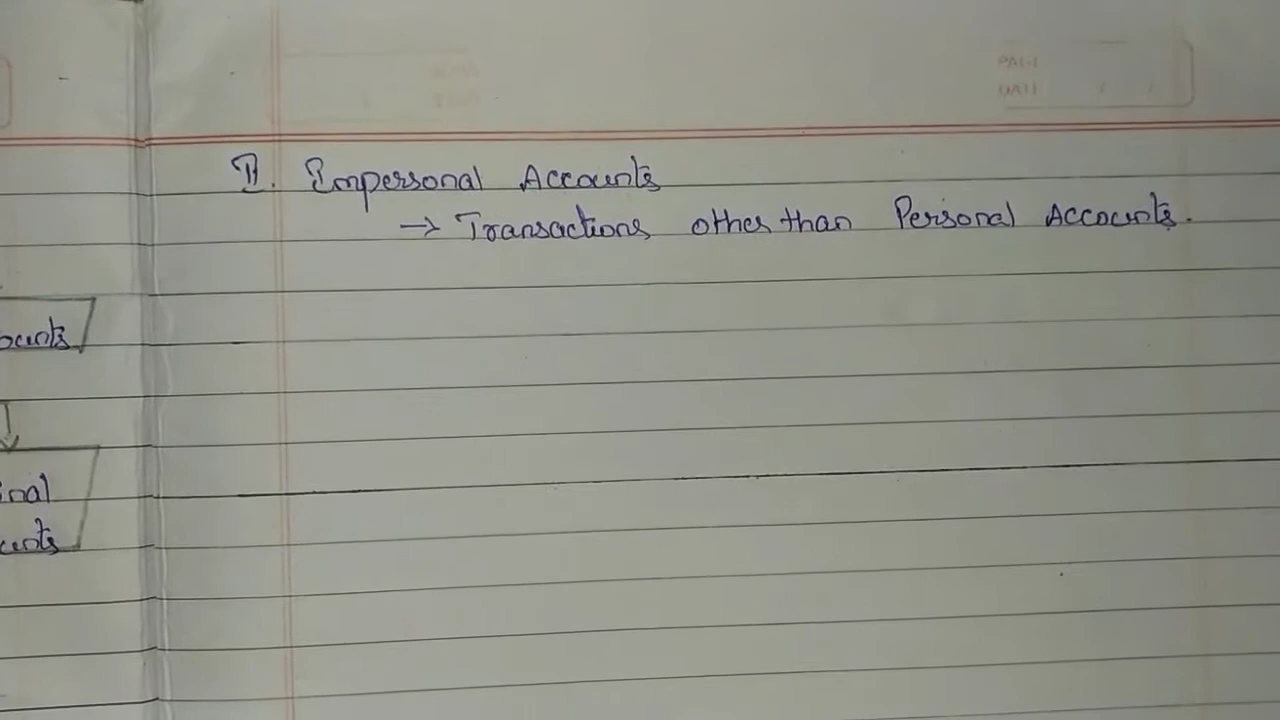 II. Impersonal Accounts
→ Transactions other than Personal Accounts.